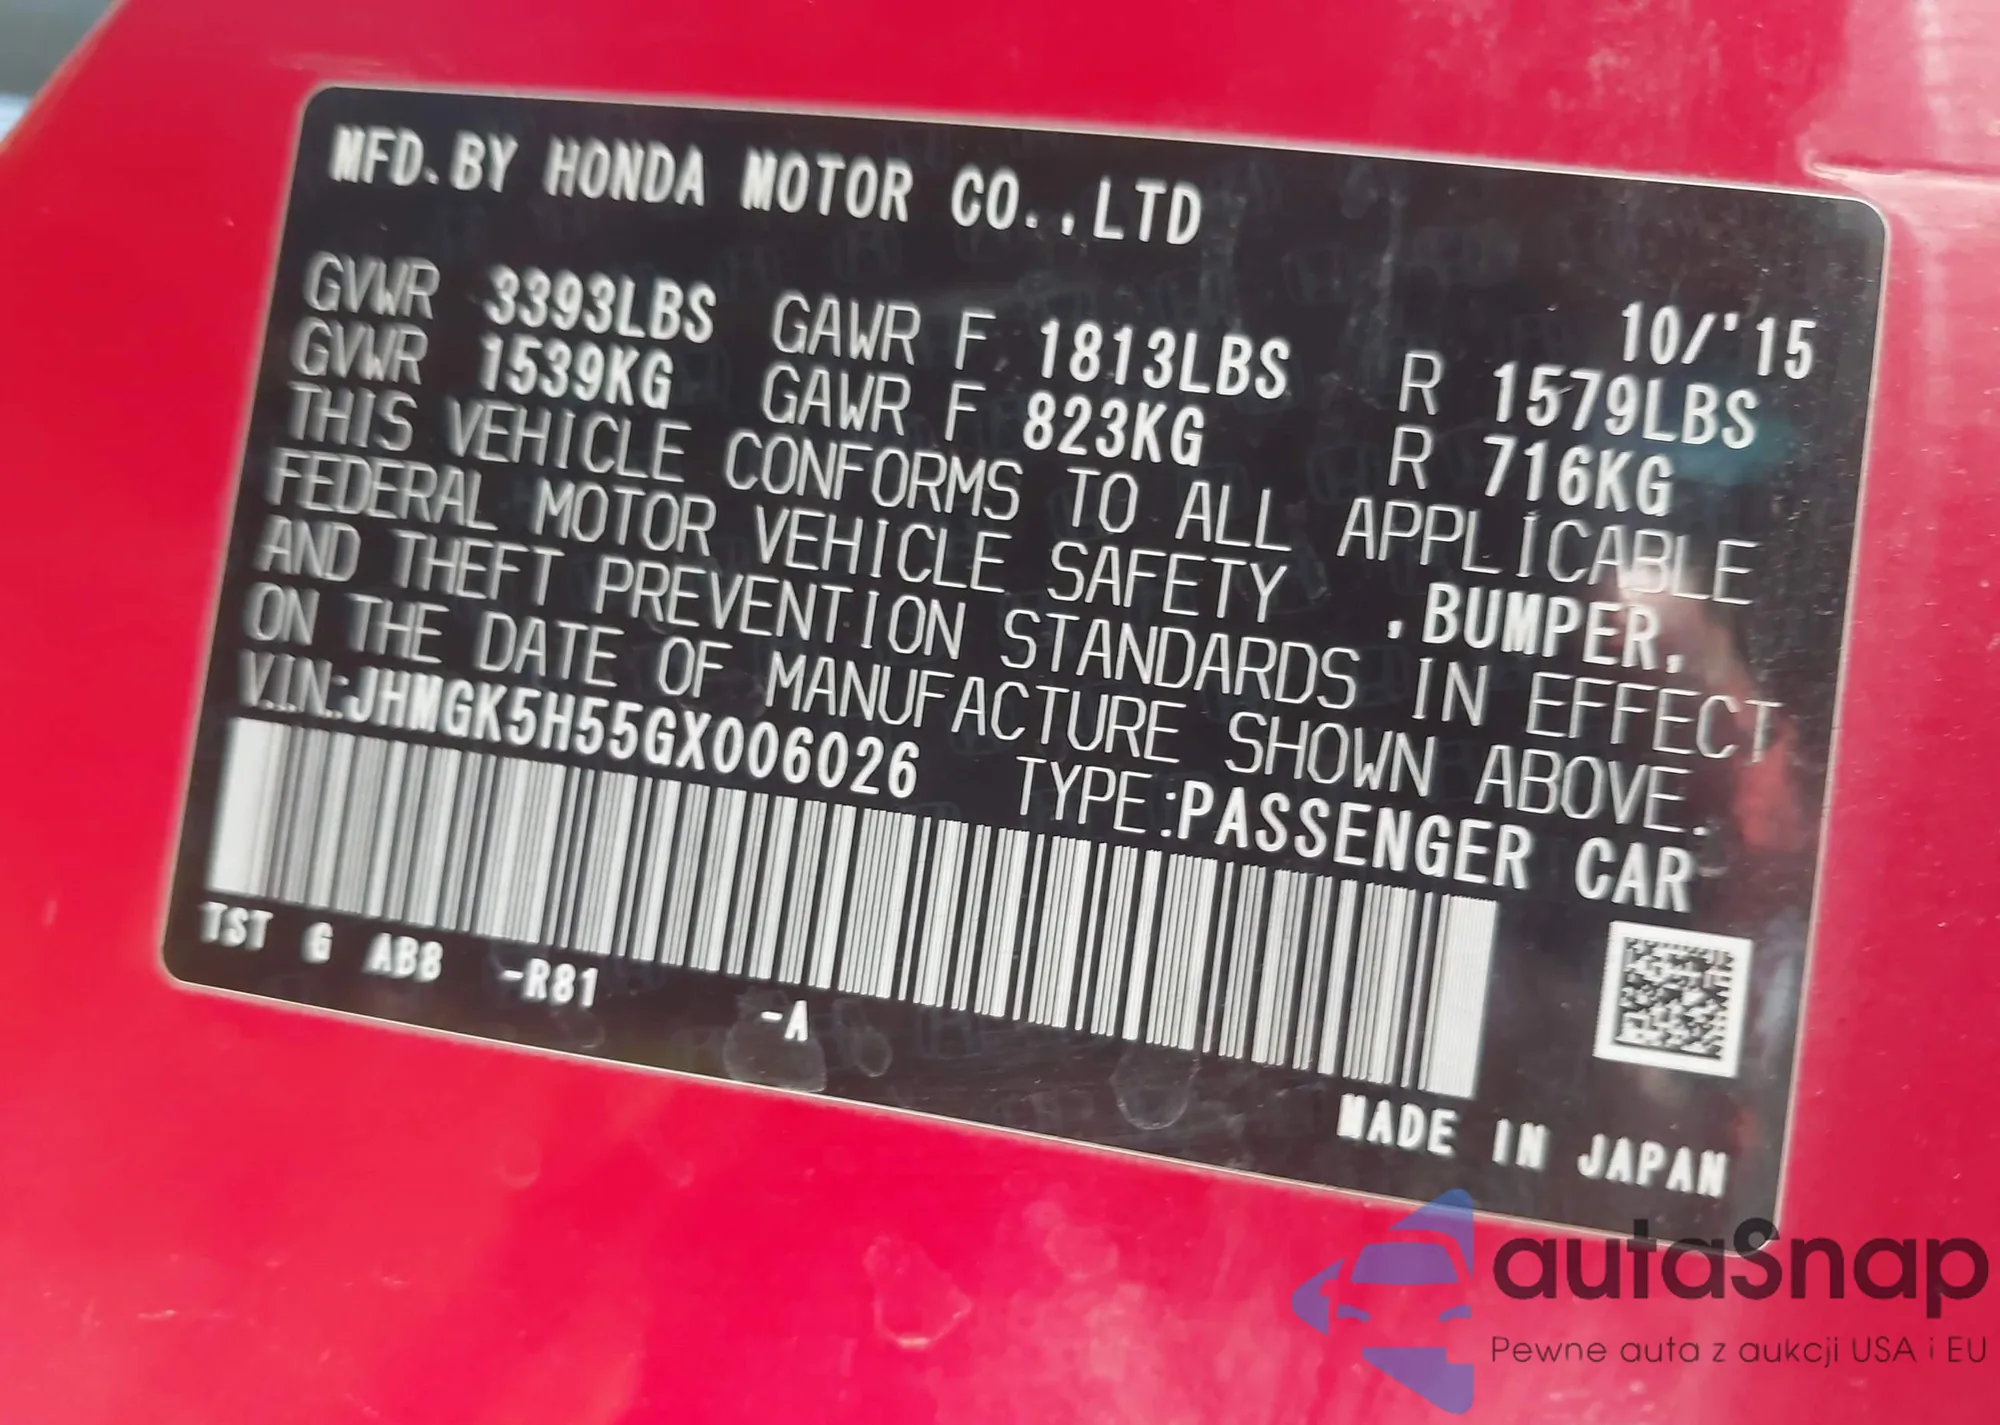 MFD.BY HONDA MOTOR CO.,LTD
10/'15
GVWR 3393LBS GAWR F 1813LBS R 1579LBS
GVWR 1539KG GAWR F 823KG R 716KG
THIS VEHICLE CONFORMS TO ALL APPLICABLE
FEDERAL MOTOR VEHICLE SAFETY ,BUMPER,
AND THEFT PREVENTION STANDARDS IN EFFECT
ON THE DATE OF MANUFACTURE SHOWN ABOVE.
V.I.N:JHMGK5H55GX006026 TYPE:PASSENGER CAR
TST G AB8 -R81 -A
MADE IN JAPAN
autaSnap
Pewne auta z aukcji USA i EU